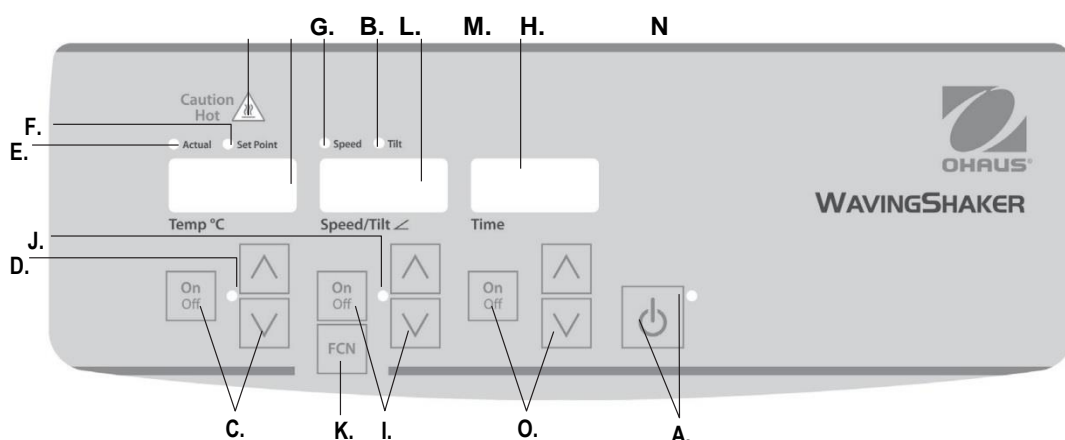 G. B. L. M. H. N
Caution
Hot
F.
E. Actual Set Point Speed Tilt
OHAUS®
WAVINGSHAKER
Temp °C Speed/Tilt Time
J.
D.
On On On
Off Off Off
FCN
C. K. I. O. A.